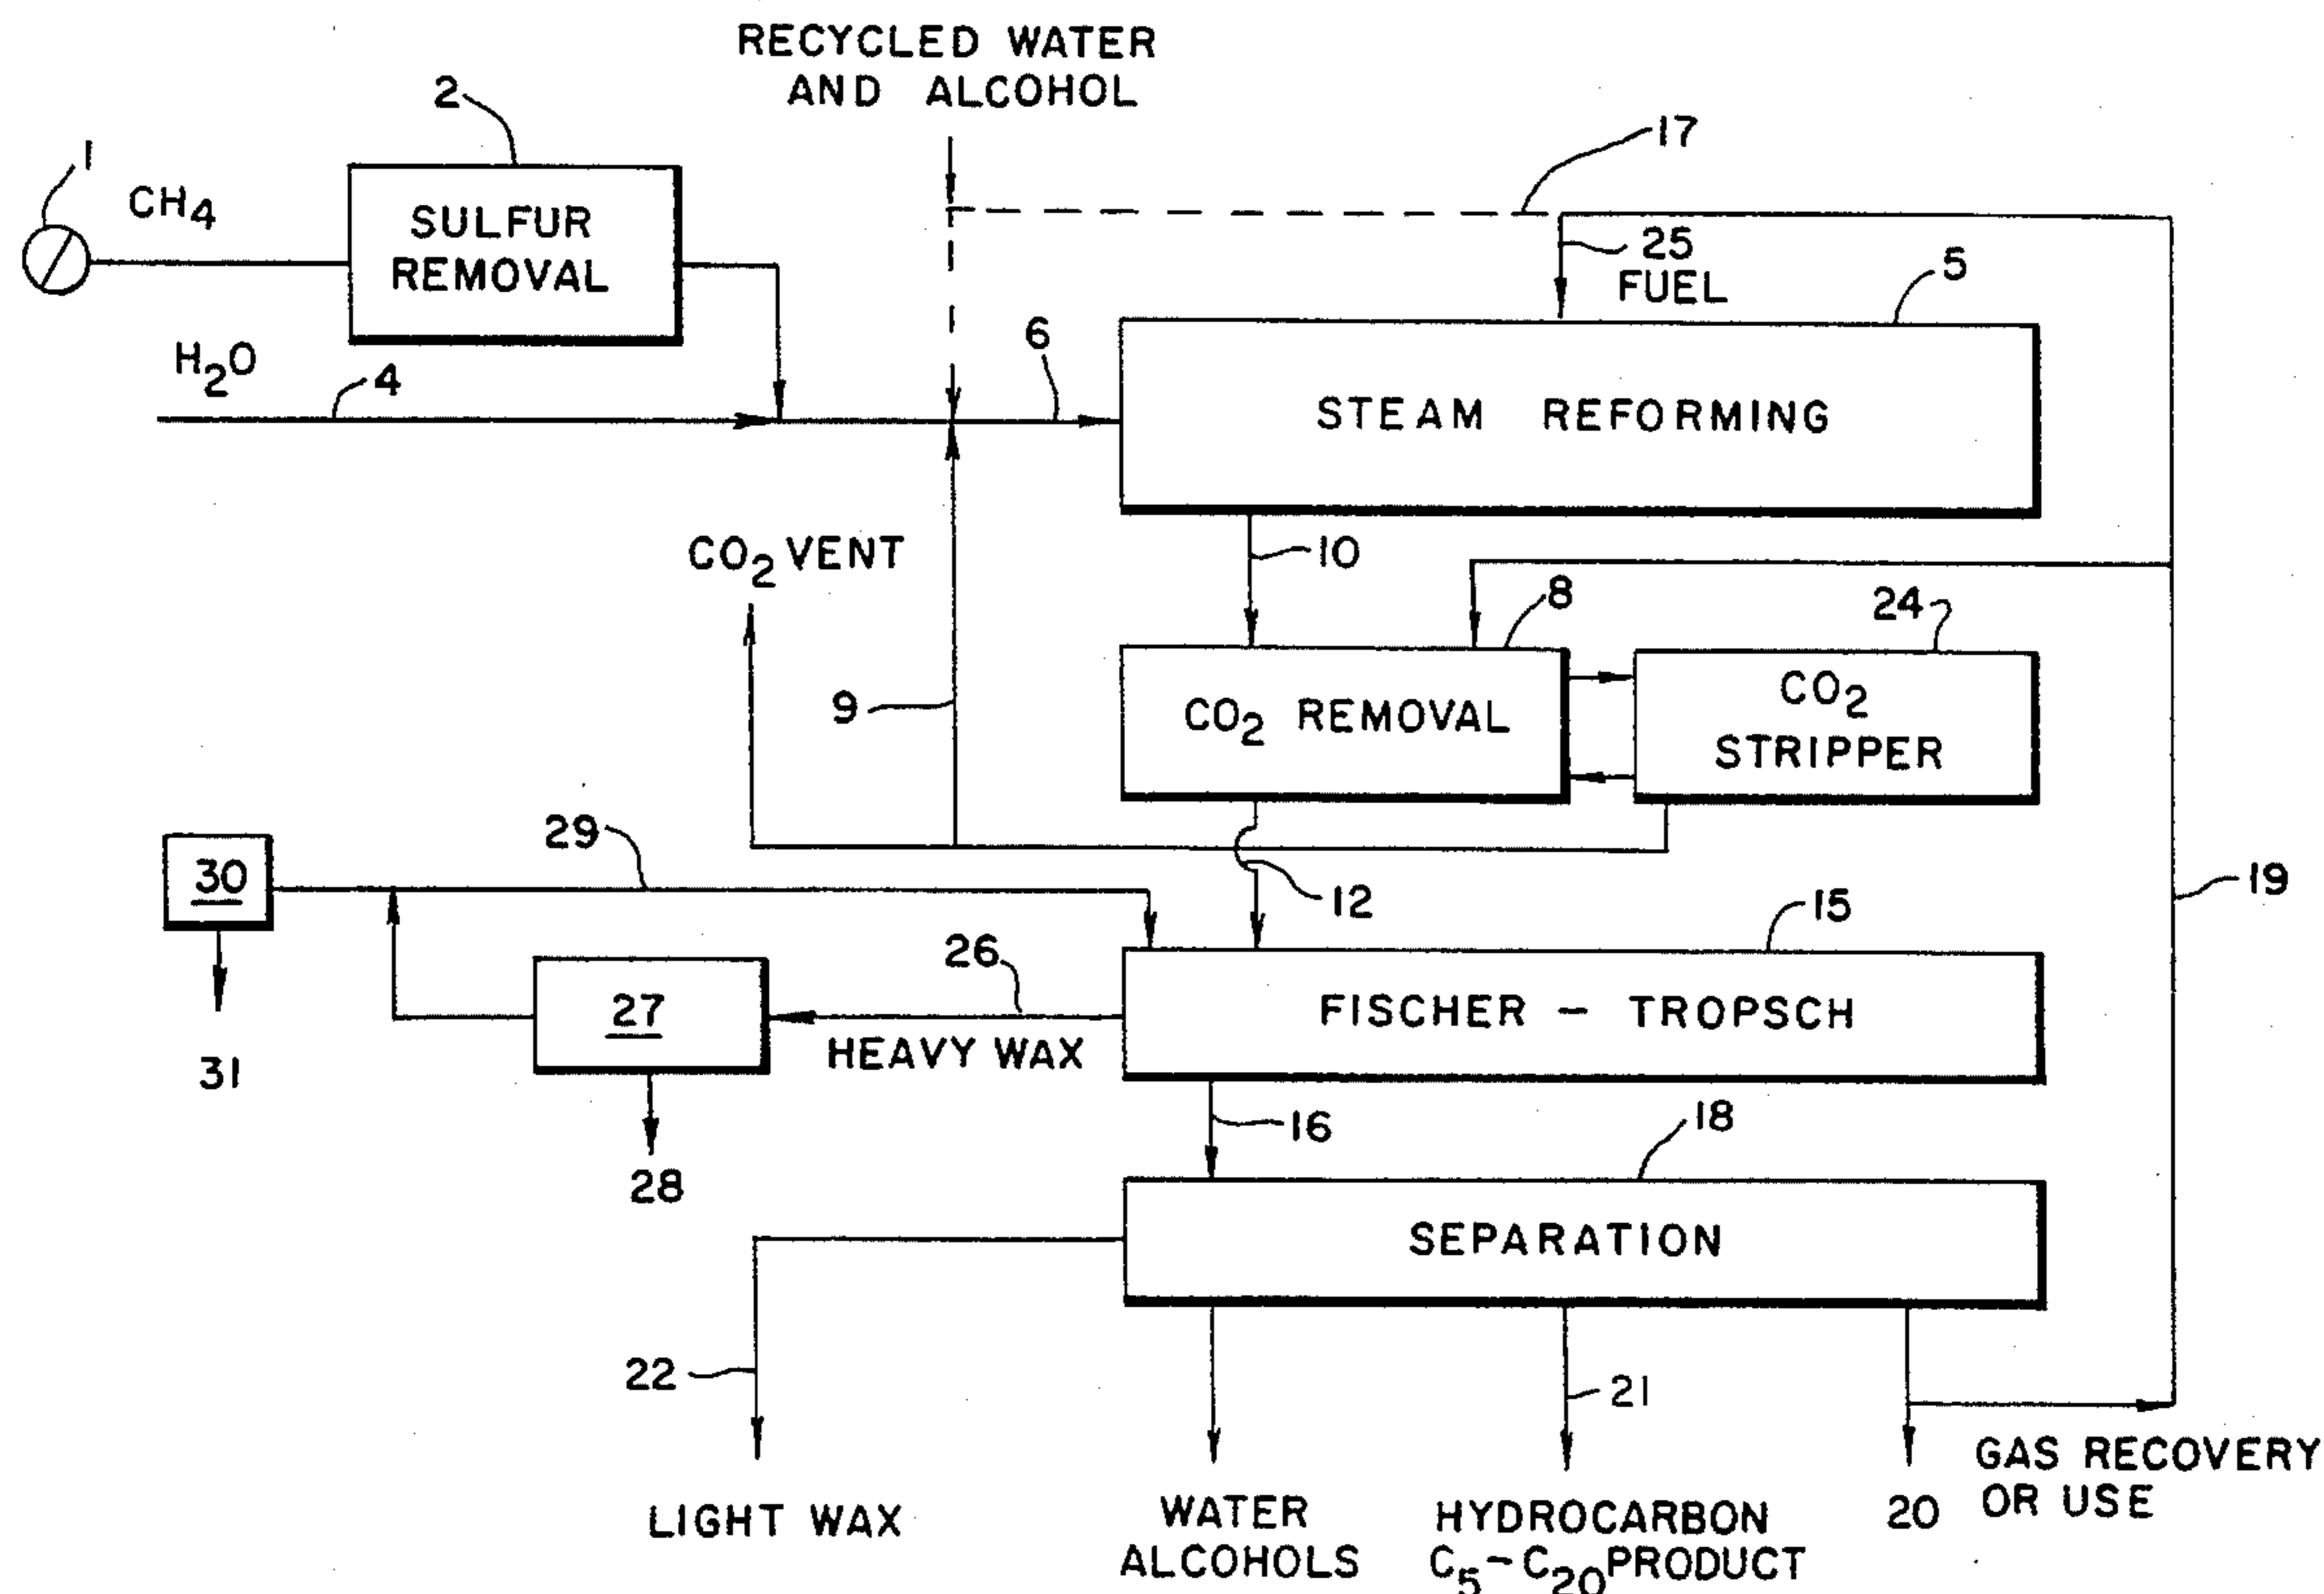 RECYCLED WATER
AND ALCOHOL
2
17
1
CH4
SULFUR
REMOVAL
25
FUEL
5
H2O
4
6
STEAM REFORMING
CO2 VENT
10
8
24
9
CO2 REMOVAL
CO2
STRIPPER
29
30
12
19
15
26
27
FISCHER - TROPSCH
HEAVY WAX
31
16
18
28
SEPARATION
22
21
GAS RECOVERY
OR USE
20
LIGHT WAX
WATER
ALCOHOLS
HYDROCARBON
C5-C20 PRODUCT